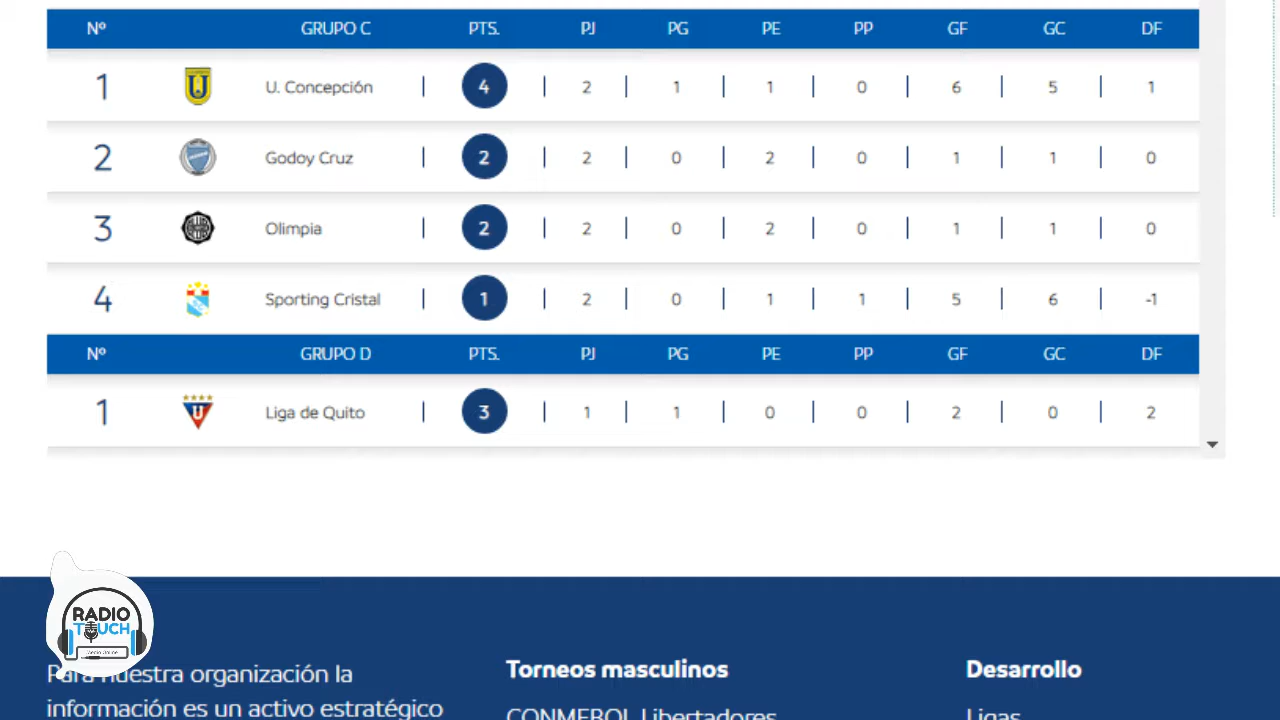 Nº GRUPO C PTS. PJ PG PE PP GF GC DF
1 U. Concepción 4 2 1 1 0 6 5 1
2 Godoy Cruz 2 2 0 2 0 1 1 0
3 Olimpia 2 2 0 2 0 1 1 0
4 Sporting Cristal 1 2 0 1 1 5 6 -1
Nº GRUPO D PTS. PJ PG PE PP GF GC DF
1 Liga de Quito 3 1 1 0 0 2 0 2
RADIO
TOUCH
Para nuestra organización la
información es un activo estratégico
Torneos masculinos
CONMEBOL Libertadores
Desarrollo
Ligas